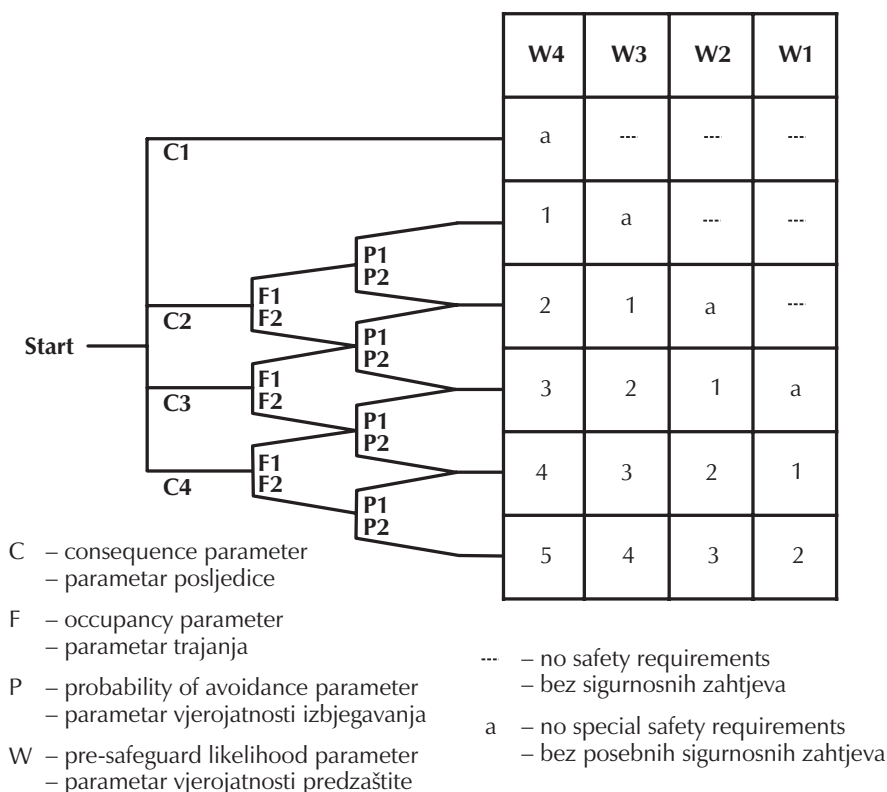 W4 W3 W2 W1
a --- --- ---
C1
1 a --- ---
P1
P2
F1
F2
2 1 a ---
C2
P1
P2
Start
F1
F2
3 2 1 a
C3
P1
P2
F1
F2
4 3 2 1
C4
P1
P2
5 4 3 2
C – consequence parameter
– parametar posljedice
F – occupancy parameter
– parametar trajanja
P – probability of avoidance parameter
– parametar vjerojatnosti izbjegavanja
W – pre-safeguard likelihood parameter
– parametar vjerojatnosti predzaštite
--- – no safety requirements
– bez sigurnosnih zahtjeva
a – no special safety requirements
– bez posebnih sigurnosnih zahtjeva